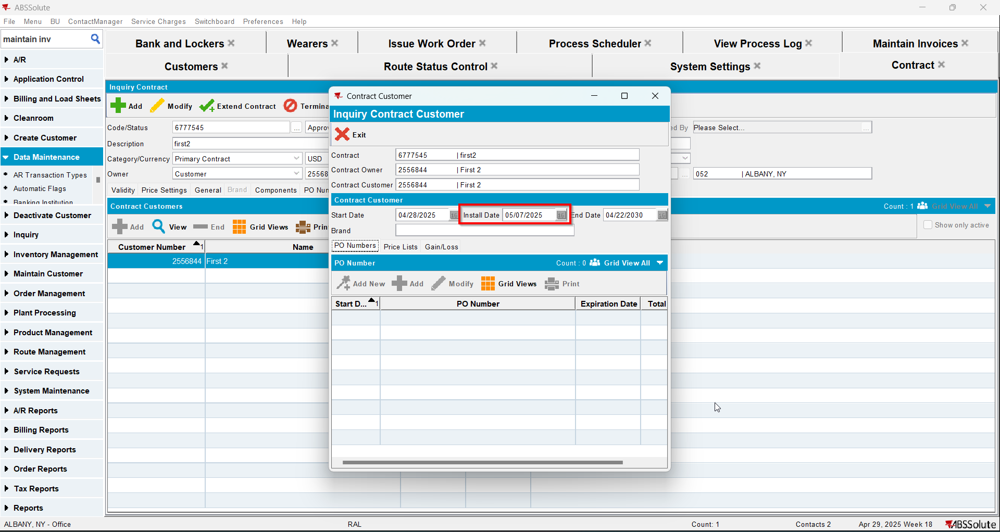 ABSSolute
File Menu BU ContactManager Service Charges Switchboard Preferences Help
maintain inv
Bank and Lockers Wearers Issue Work Order Process Scheduler View Process Log Maintain Invoices
Customers Route Status Control System Settings Contract
A/R
Application Control
Billing and Load Sheets
Cleanroom
Create Customer
Data Maintenance
AR Transaction Types
Automatic Flags
Banking Institution
Deactivate Customer
Inquiry
Inventory Management
Maintain Customer
Order Management
Plant Processing
Product Management
Route Management
Service Requests
System Maintenance
A/R Reports
Billing Reports
Delivery Reports
Order Reports
Tax Reports
Reports
Inquiry Contract
Add Modify Extend Contract Termina
Code/Status 6777545 ... Appro ed By Please Select... ...
Description first2
Category/Currency Primary Contract USD
Owner Customer 25568 ... 052 | ALBANY, NY
Validity Price Settings General Brand Components PO Num
Contract Customers Count : 1 Grid View All
Add View End Grid Views Prin Show only active
Customer Number 1 Name
2556844 First 2
Contract Customer
Inquiry Contract Customer
Exit
Contract 6777545 | first2
Contract Owner 2556844 | First 2
Contract Customer 2556844 | First 2
Contract Customer
Start Date 04/28/2025 16 Install Date 05/07/2025 16 End Date 04/22/2030 16
Brand
PO Numbers Price Lists Gain/Loss
PO Number Count : 0 Grid View All
Add New Add Modify Grid Views Print
Start D... 1 PO Number Expiration Date Total
ALBANY, NY - Office RAL Count: 1 Contacts 2 Apr 29, 2025 Week 18 ABSSolute